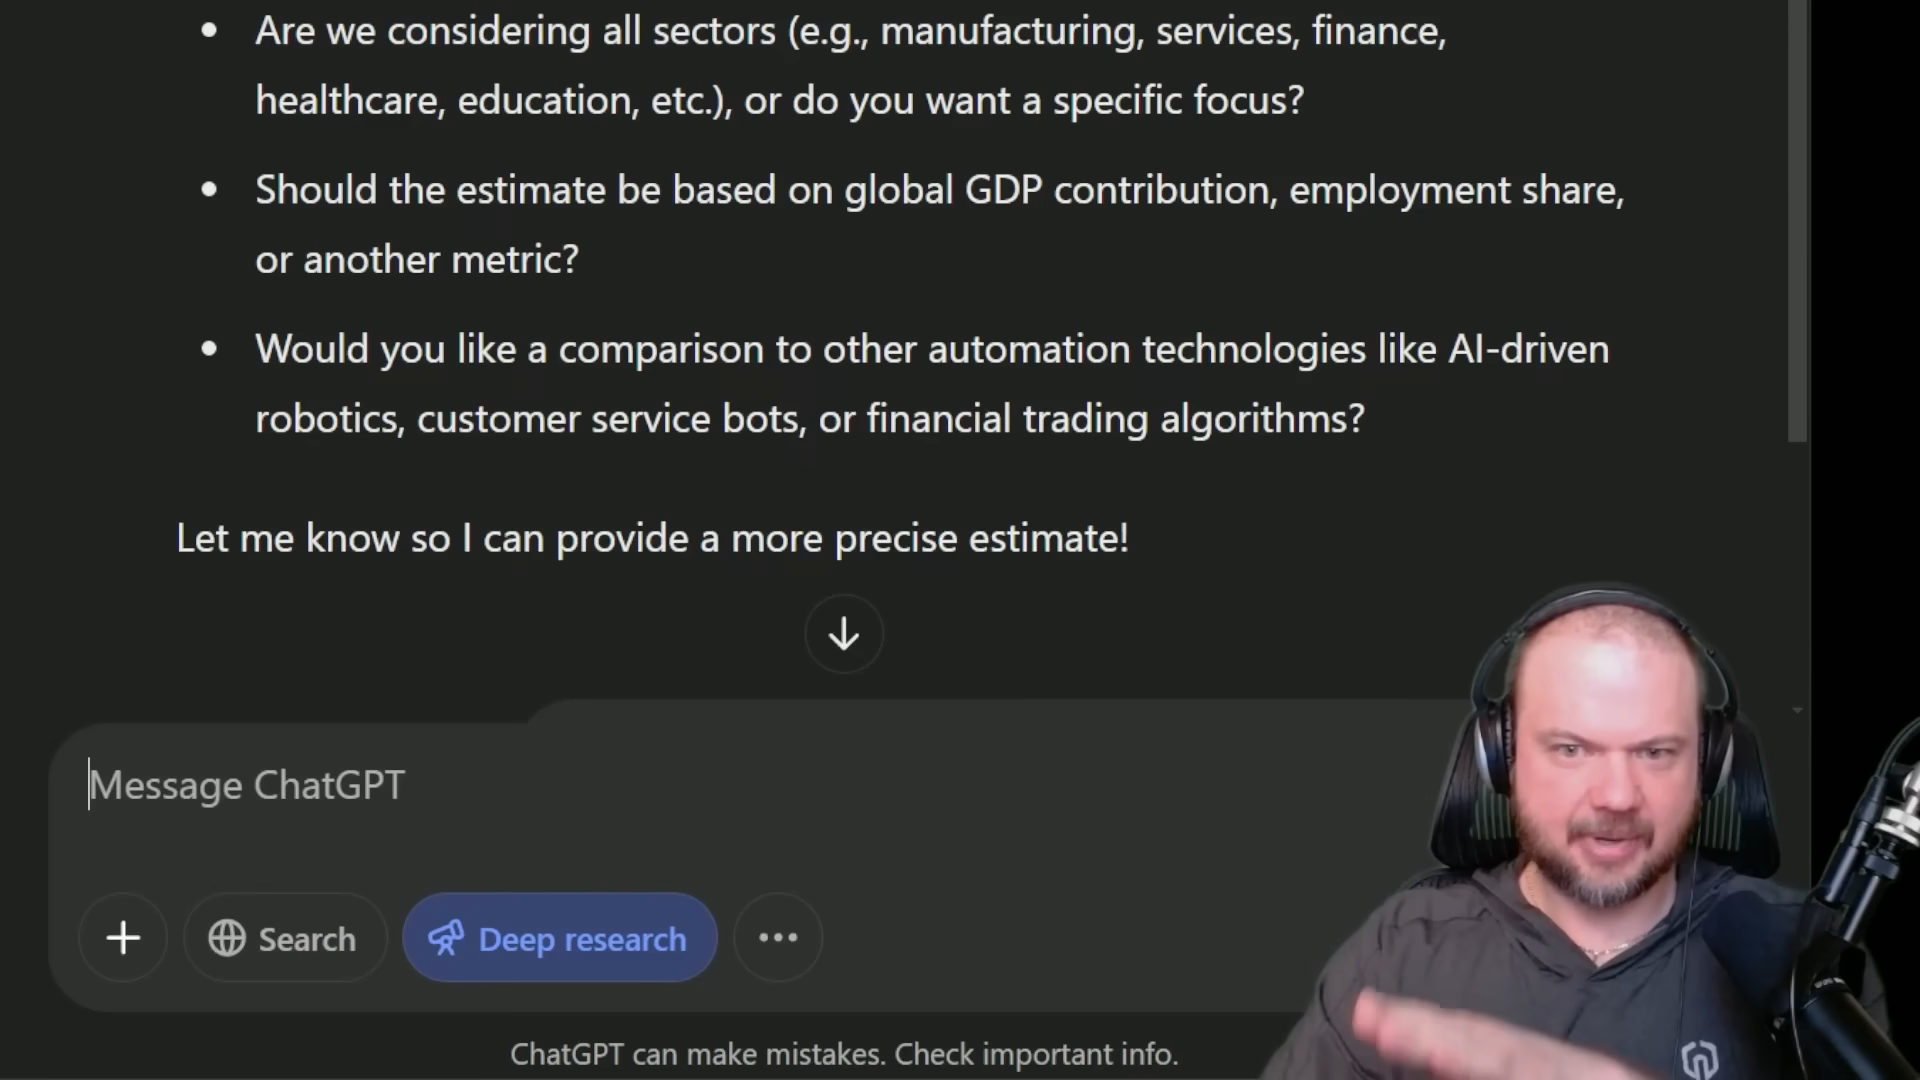 • Are we considering all sectors (e.g., manufacturing, services, finance,
healthcare, education, etc.), or do you want a specific focus?
• Should the estimate be based on global GDP contribution, employment share,
or another metric?
• Would you like a comparison to other automation technologies like AI-driven
robotics, customer service bots, or financial trading algorithms?
Let me know so I can provide a more precise estimate!
Message ChatGPT
Search
Deep research
ChatGPT can make mistakes. Check important info.